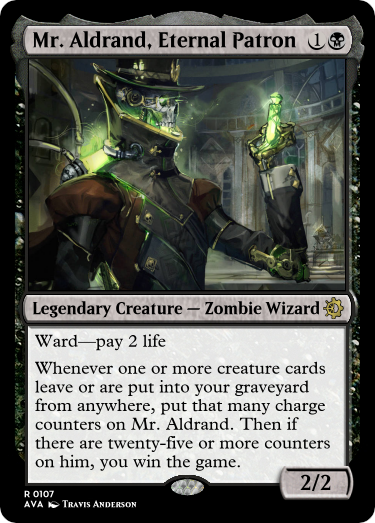 Mr. Aldrand, Eternal Patron 1
Legendary Creature — Zombie Wizard
Ward—pay 2 life
Whenever one or more creature cards
leave or are put into your graveyard
from anywhere, put that many charge
counters on Mr. Aldrand. Then if
there are twenty-five or more counters
on him, you win the game.
2/2
R 0107
AVA Travis Anderson